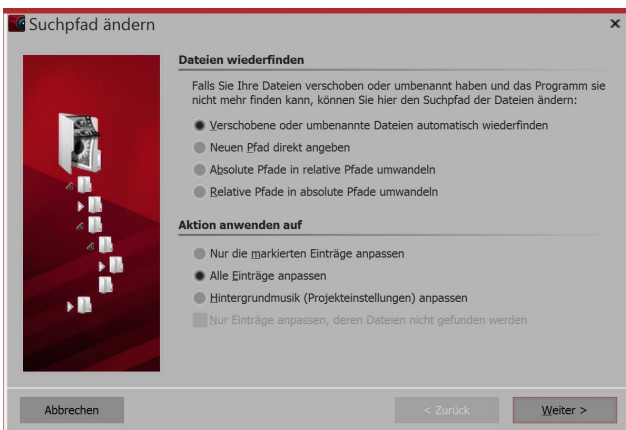 Suchpfad ändern
Dateien wiederfinden
Falls Sie Ihre Dateien verschoben oder umbenannt haben und das Programm sie
nicht mehr finden kann, können Sie hier den Suchpfad der Dateien ändern:
Verschobene oder umbenannte Dateien automatisch wiederfinden
Neuen Pfad direkt angeben
Absolute Pfade in relative Pfade umwandeln
Relative Pfade in absolute Pfade umwandeln
Aktion anwenden auf
Nur die markierten Einträge anpassen
Alle Einträge anpassen
Hintergrundmusik (Projekteinstellungen) anpassen
Nur Einträge anpassen, deren Dateien nicht gefunden werden
Abbrechen
< Zurück
Weiter >